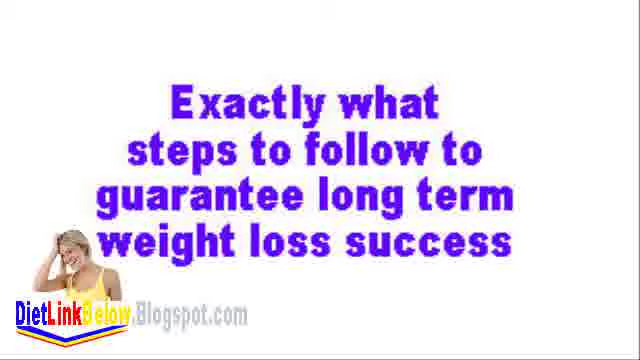 Exactly what
steps to follow to
guarantee long term
weight loss success
DietLinkBelow.Blogspot.com